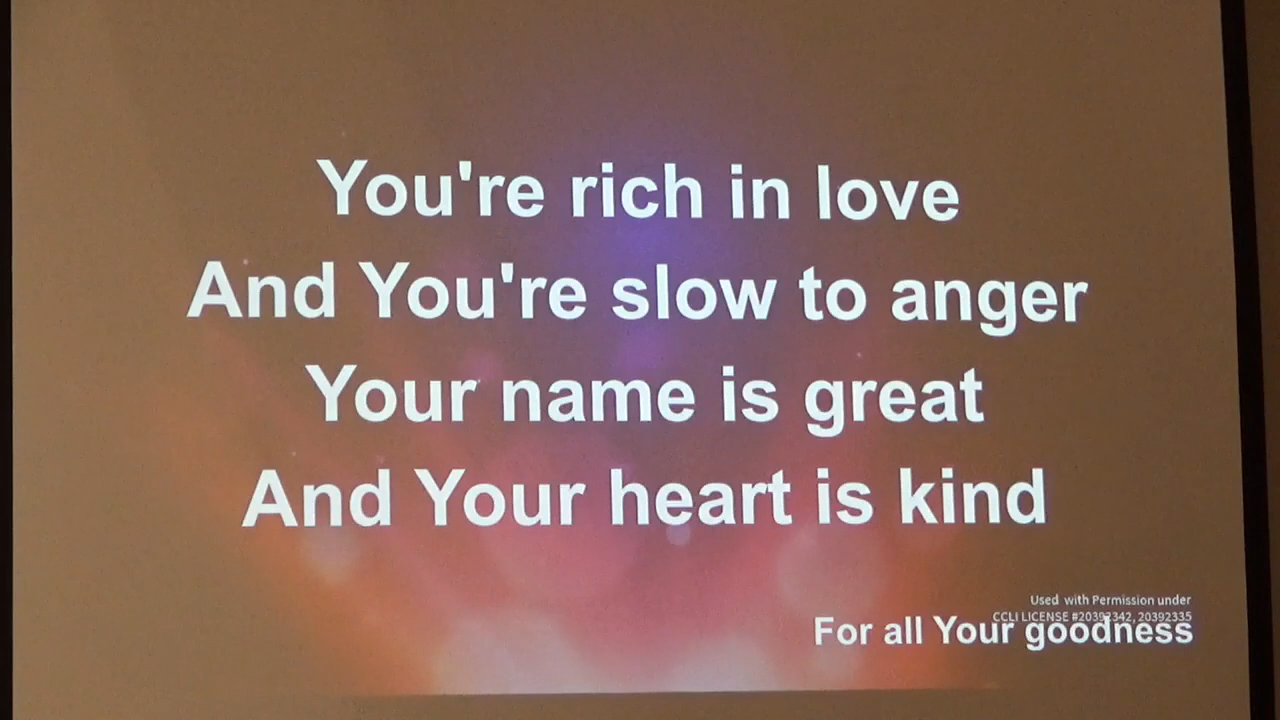 You're rich in love
And You're slow to anger
Your name is great
And Your heart is kind
Used with Permission under
CCLI LICENSE #20392342, 20392335
For all Your goodness